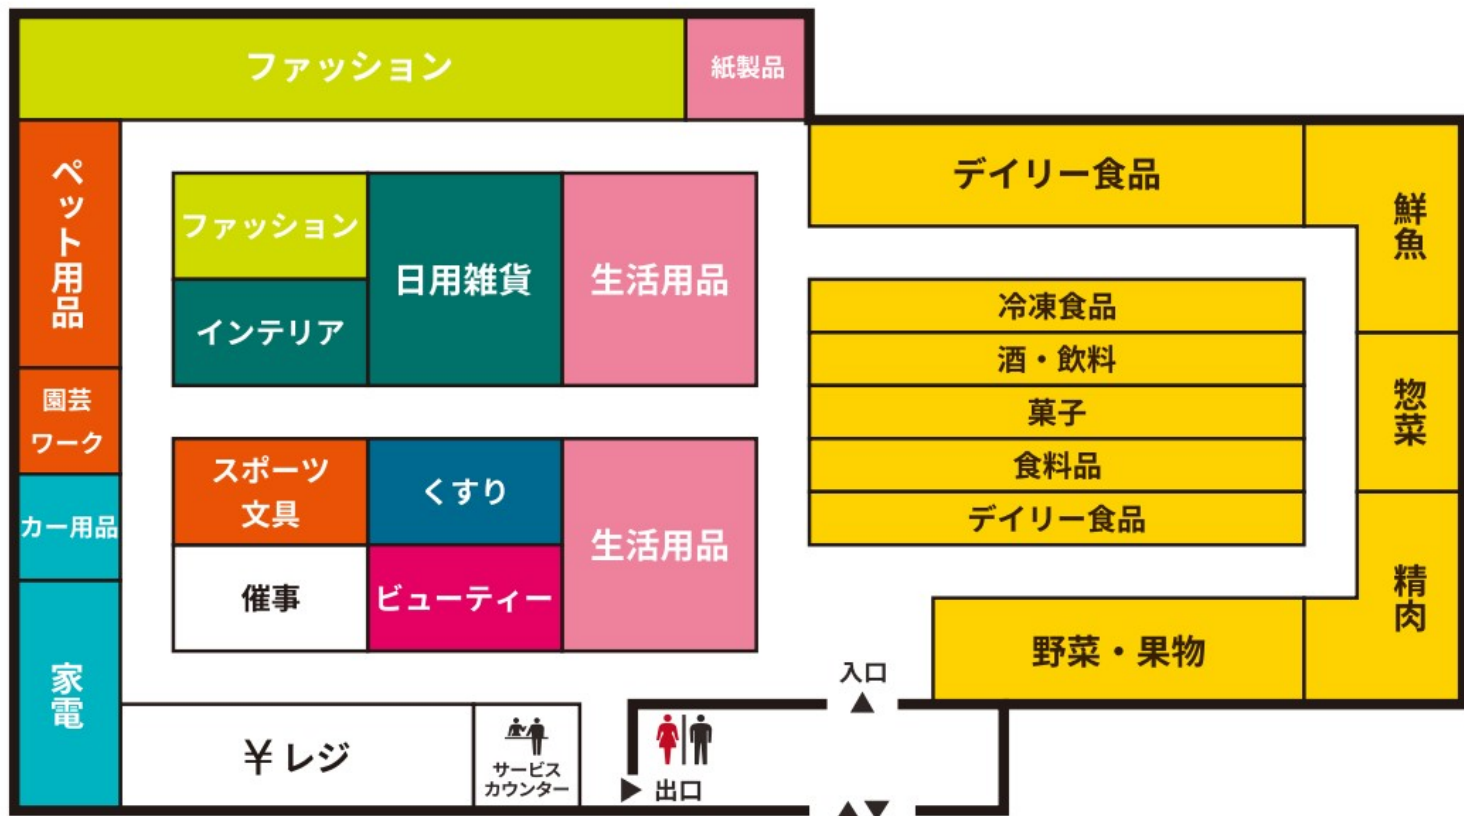 ファッション
紙製品
ペット用品
園芸
ワーク
カー用品
家電
ファッション
インテリア
日用雑貨
生活用品
スポーツ
文具
催事
くすり
ビューティー
生活用品
デイリー食品
鮮魚
冷凍食品
酒・飲料
菓子
食料品
デイリー食品
惣菜
精肉
野菜・果物
入口
▲
¥ レジ
サービス
カウンター
▶ 出口
▲▼